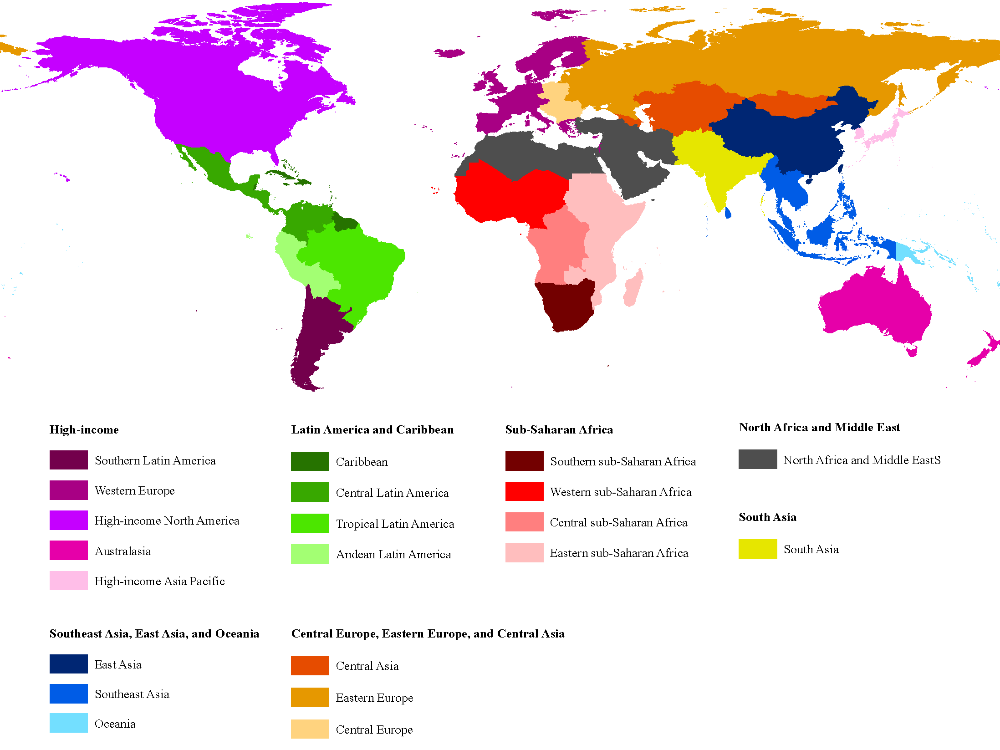 High-income
Southern Latin America
Western Europe
High-income North America
Australasia
High-income Asia Pacific
Latin America and Caribbean
Caribbean
Central Latin America
Tropical Latin America
Andean Latin America
Sub-Saharan Africa
Southern sub-Saharan Africa
Western sub-Saharan Africa
Central sub-Saharan Africa
Eastern sub-Saharan Africa
North Africa and Middle East
North Africa and Middle EastS
South Asia
South Asia
Southeast Asia, East Asia, and Oceania
East Asia
Southeast Asia
Oceania
Central Europe, Eastern Europe, and Central Asia
Central Asia
Eastern Europe
Central Europe